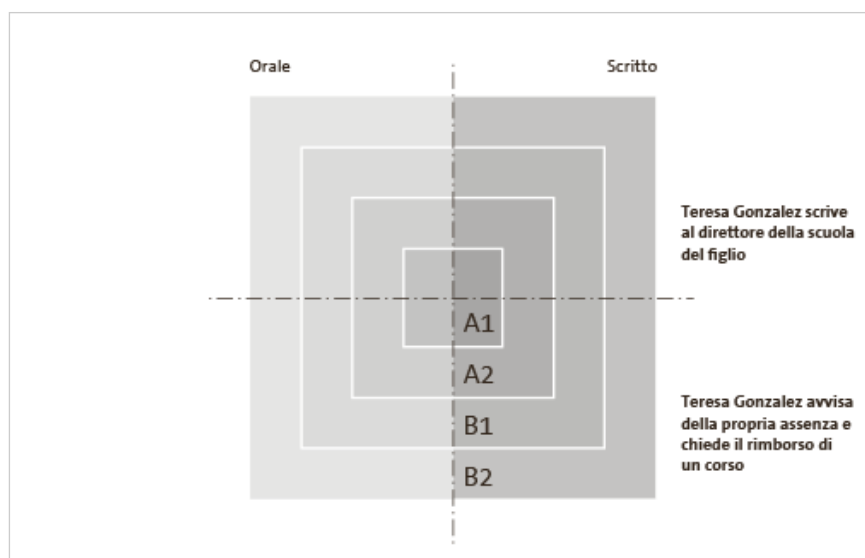 Orale
Scritto
Teresa Gonzalez scrive
al direttore della scuola
del figlio
A1
A2
B1
B2
Teresa Gonzalez avvisa
della propria assenza e
chiede il rimborso di
un corso